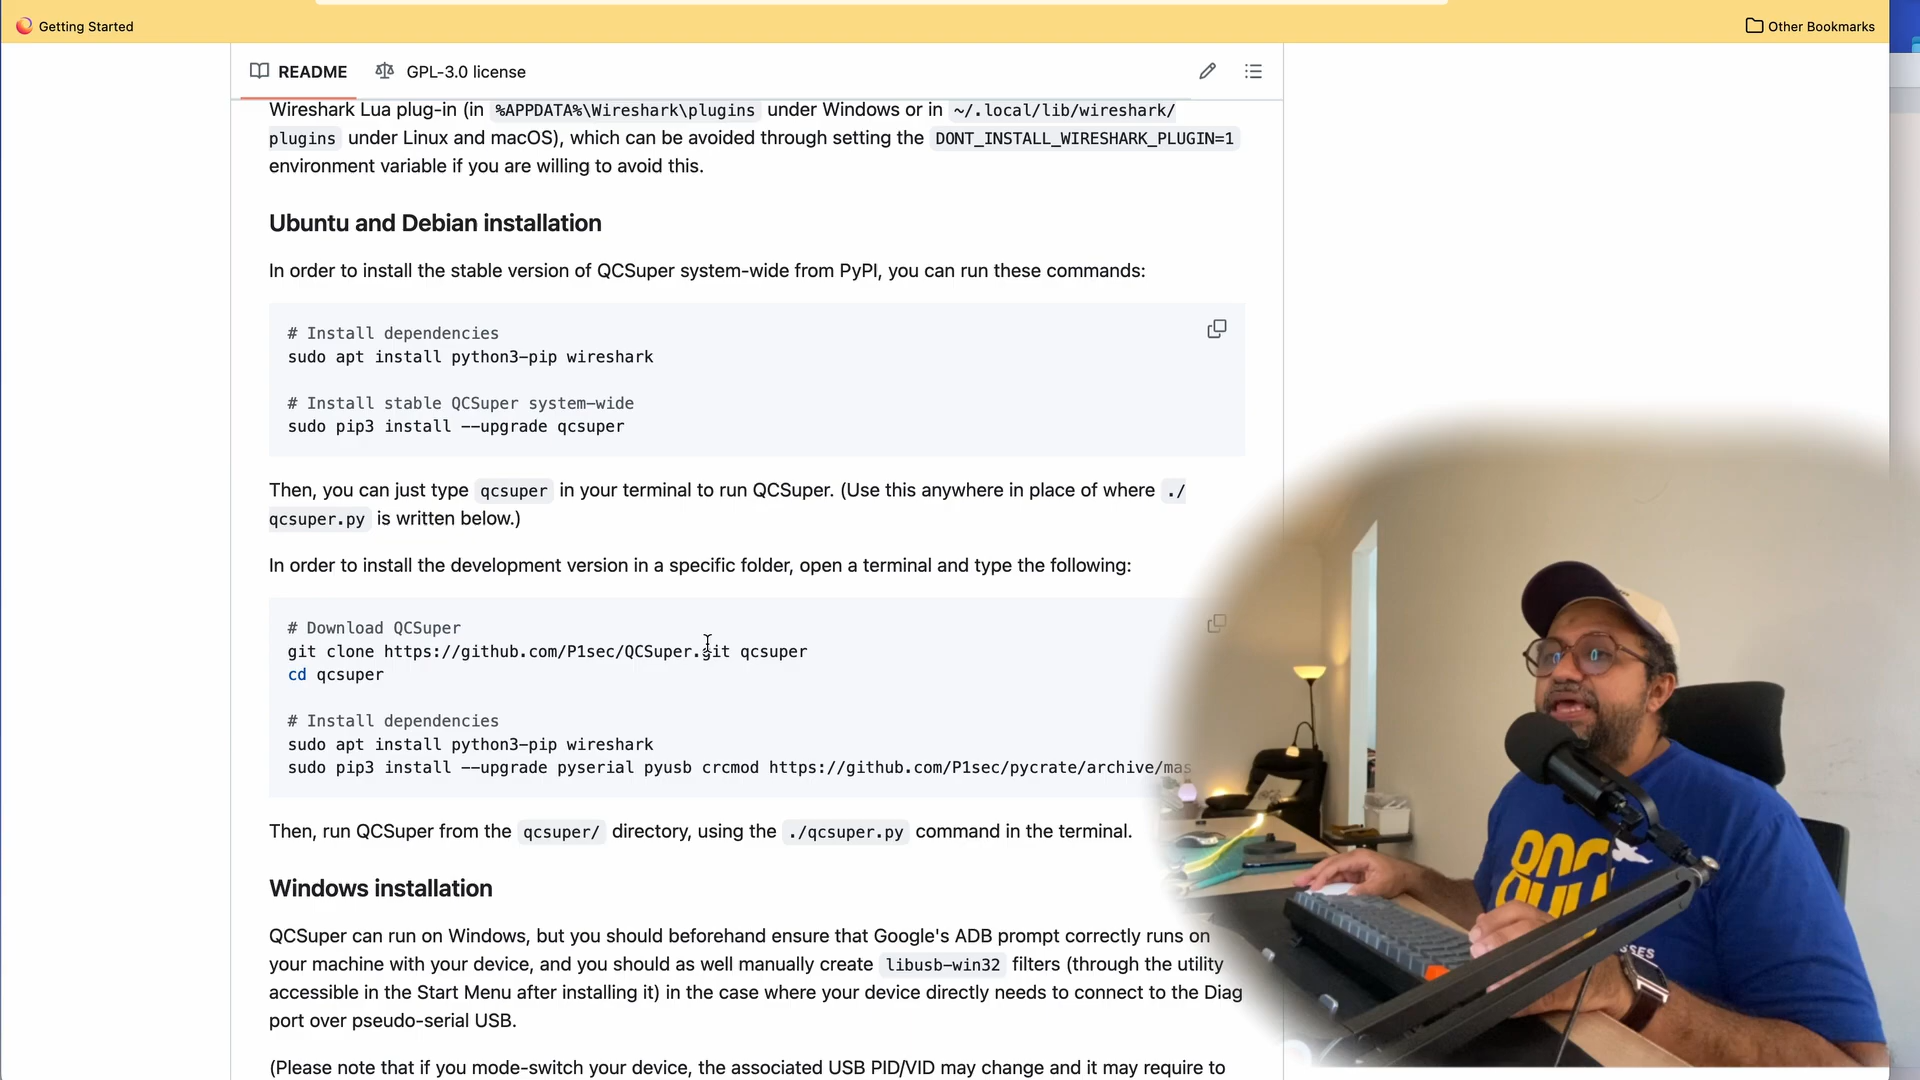 Getting Started
Other Bookmarks
README
GPL-3.0 license
Wireshark Lua plug-in (in %APPDATA%\Wireshark\plugins under Windows or in ~/.local/lib/wireshark/
plugins under Linux and macOS), which can be avoided through setting the DONT_INSTALL_WIRESHARK_PLUGIN=1
environment variable if you are willing to avoid this.
Ubuntu and Debian installation
In order to install the stable version of QCSuper system-wide from PyPI, you can run these commands:
# Install dependencies
sudo apt install python3-pip wireshark
# Install stable QCSuper system-wide
sudo pip3 install --upgrade qcsuper
Then, you can just type qcsuper in your terminal to run QCSuper. (Use this anywhere in place of where ./
qcsuper.py is written below.)
In order to install the development version in a specific folder, open a terminal and type the following:
# Download QCSuper
git clone https://github.com/P1sec/QCSuper.git qcsuper
cd qcsuper
# Install dependencies
sudo apt install python3-pip wireshark
sudo pip3 install --upgrade pyserial pyusb crcmod https://github.com/P1sec/pycrate/archive/mas
Then, run QCSuper from the qcsuper/ directory, using the ./qcsuper.py command in the terminal.
Windows installation
QCSuper can run on Windows, but you should beforehand ensure that Google's ADB prompt correctly runs on
your machine with your device, and you should as well manually create libusb-win32 filters (through the utility
accessible in the Start Menu after installing it) in the case where your device directly needs to connect to the Diag
port over pseudo-serial USB.
(Please note that if you mode-switch your device, the associated USB PID/VID may change and it may require to